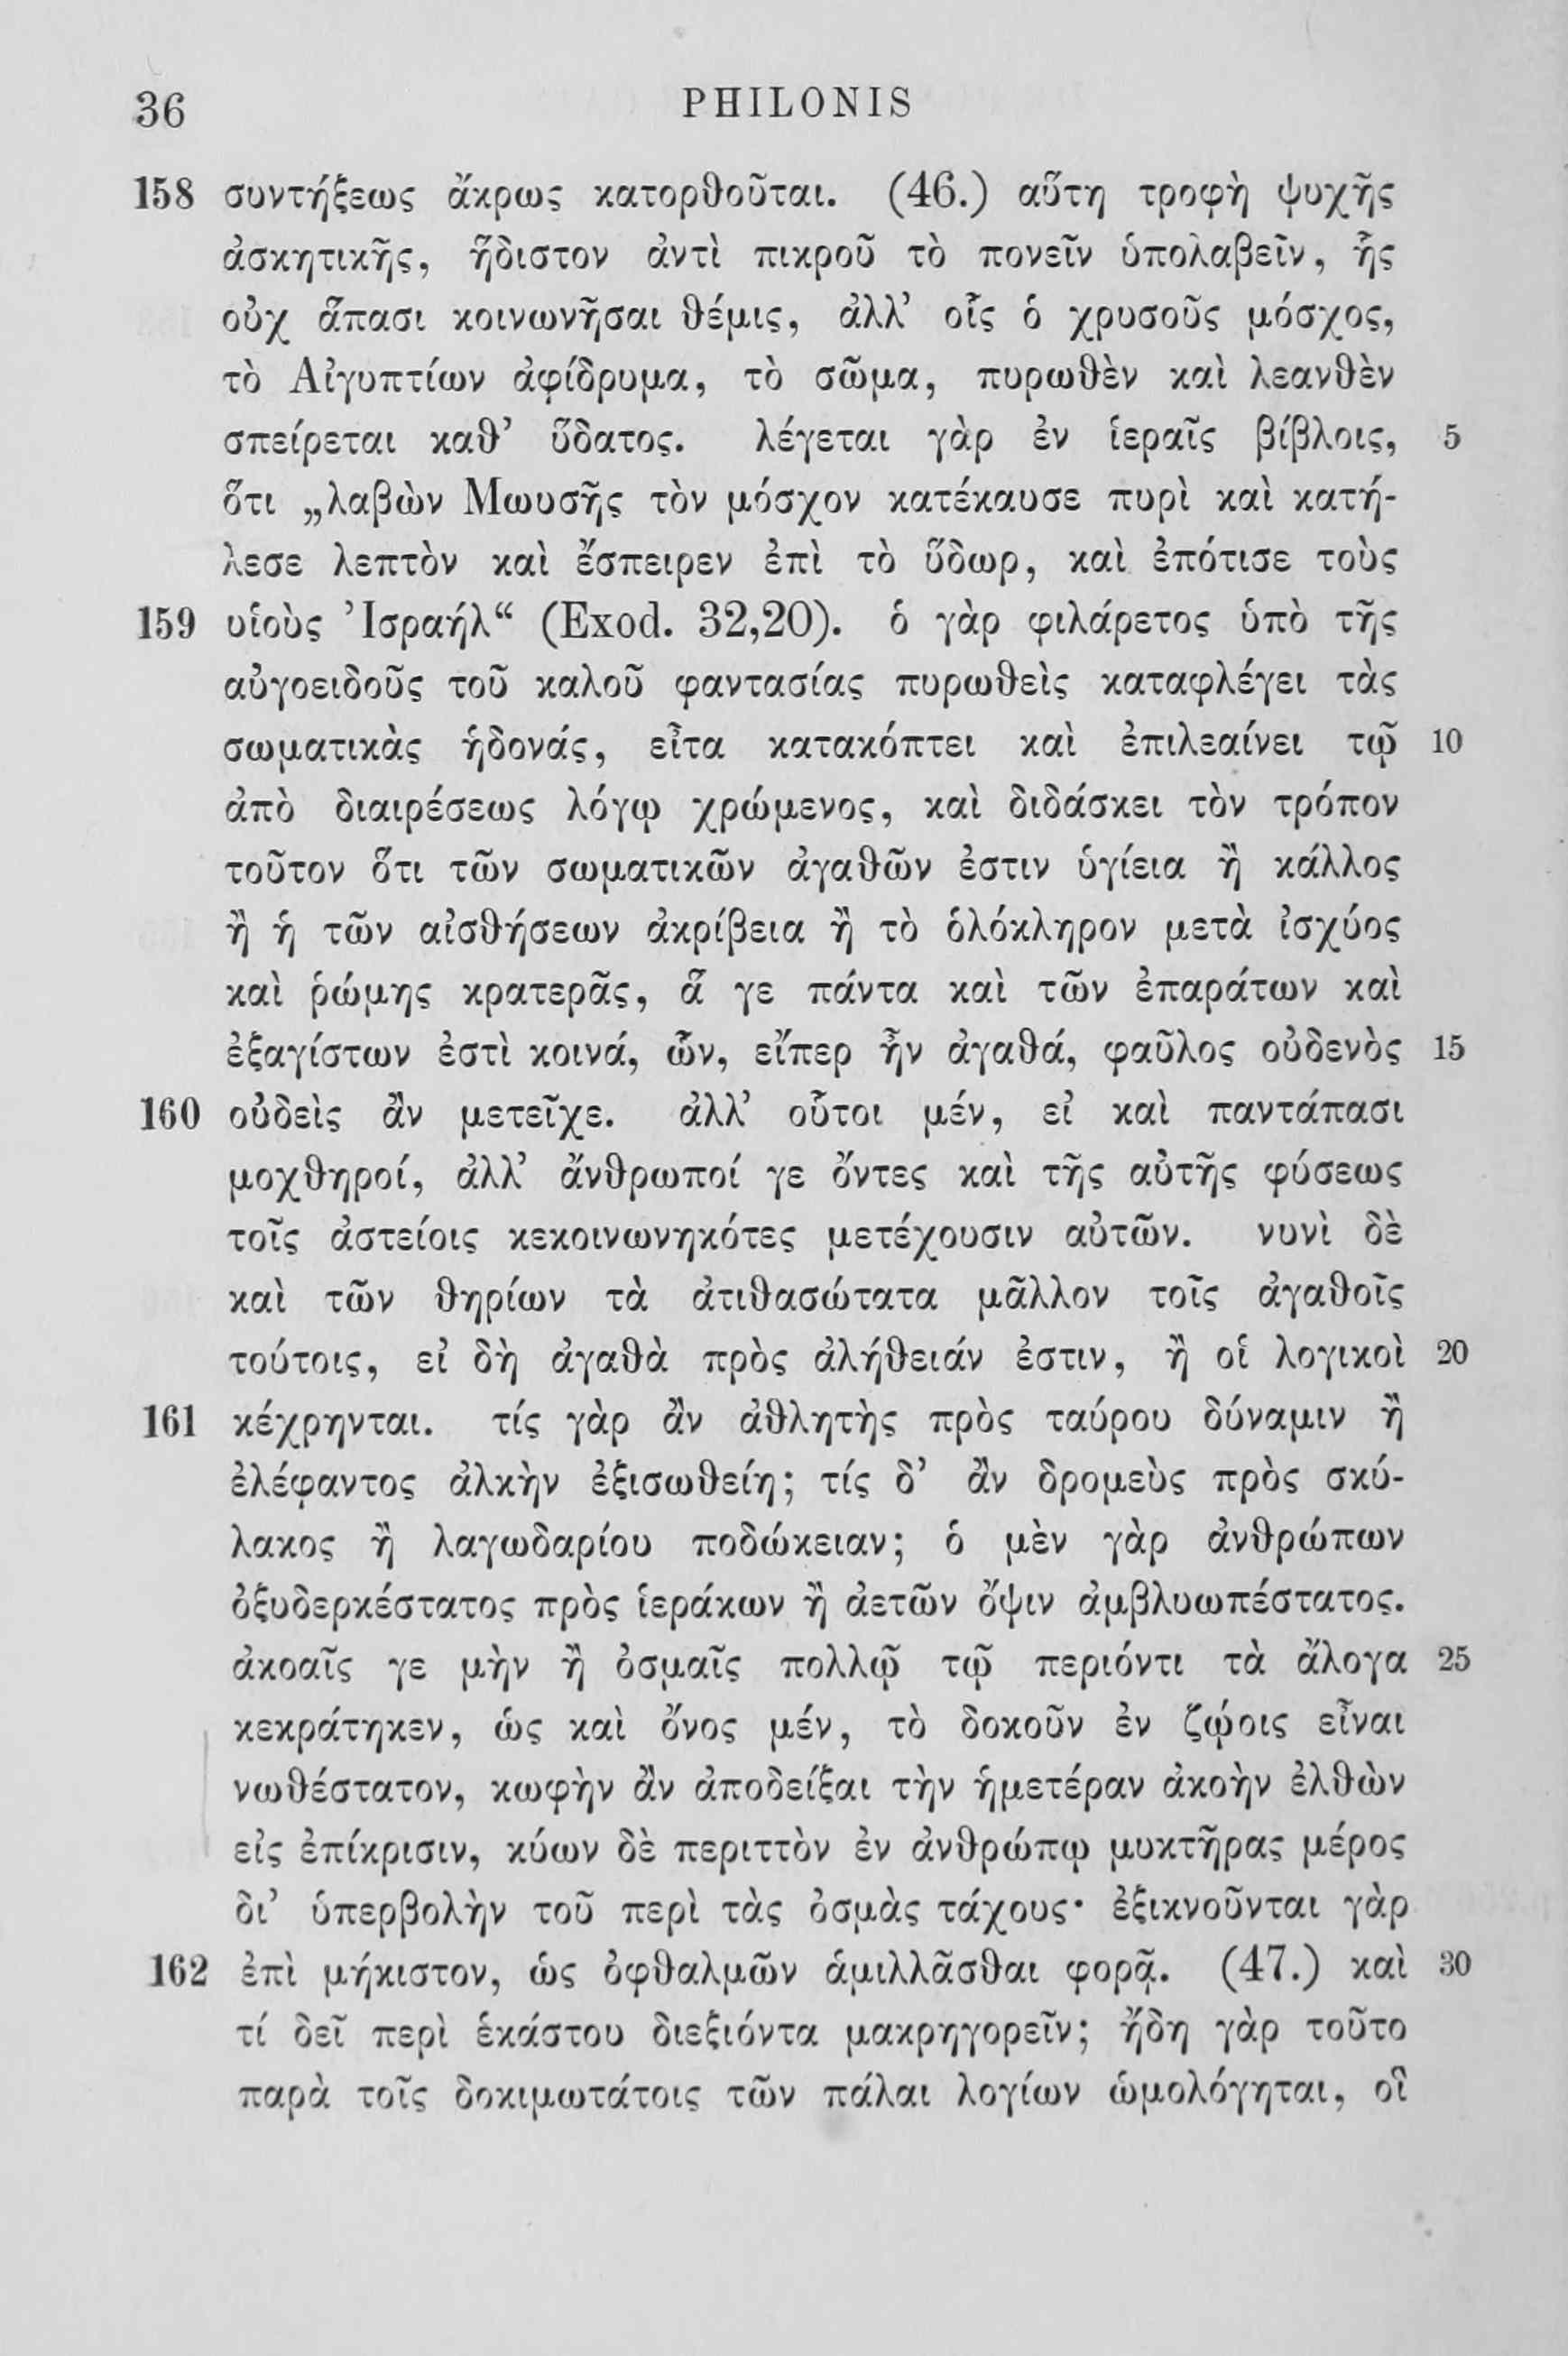 36 PHILONIS
158 συντήξεως ἄκρως κατορθοῦται. (46.) αὕτη τροφὴ ψυχῆς
ἀσκητικῆς, ἥδιστον ἀντὶ πικροῦ τὸ πονεῖν ὑπολαβεῖν, ἧς
οὐχ ἅπασι κοινωνῆσαι θέμις, ἀλλ’ οἷς ὁ χρυσοῦς μόσχος,
τὸ Αἰγυπτίων ἀφίδρυμα, τὸ σῶμα, πυρωθὲν καὶ λεανθὲν
σπείρεται καθ’ ὕδατος. λέγεται γὰρ ἐν ἱεραῖς βίβλοις, 5
ὅτι „λαβὼν Μωυσῆς τὸν μόσχον κατέκαυσε πυρὶ καὶ κατή-
λεσε λεπτὸν καὶ ἔσπειρεν ἐπὶ τὸ ὕδωρ, καὶ ἐπότισε τοὺς
159 υἱοὺς Ἰσραήλ“ (Exod. 32,20). ὁ γὰρ φιλάρετος ὑπὸ τῆς
αὐγοειδοῦς τοῦ καλοῦ φαντασίας πυρωθεὶς καταφλέγει τὰς
σωματικὰς ἡδονάς, εἶτα κατακόπτει καὶ ἐπιλεαίνει τῷ 10
ἀπὸ διαιρέσεως λόγῳ χρώμενος, καὶ διδάσκει τὸν τρόπον
τοῦτον ὅτι τῶν σωματικῶν ἀγαθῶν ἐστιν ὑγίεια ἢ κάλλος
ἢ ἡ τῶν αἰσθήσεων ἀκρίβεια ἢ τὸ ὁλόκληρον μετὰ ἰσχύος
καὶ ῥώμης κρατερᾶς, ἅ γε πάντα καὶ τῶν ἐπαράτων καὶ
ἐξαγίστων ἐστὶ κοινά, ὧν, εἴπερ ἦν ἀγαθά, φαῦλος οὐδενὸς 15
160 οὐδεὶς ἂν μετεῖχε. ἀλλ’ οὗτοι μέν, εἰ καὶ παντάπασι
μοχθηροί, ἀλλ’ ἄνθρωποί γε ὄντες καὶ τῆς αὐτῆς φύσεως
τοῖς ἀστείοις κεκοινωνηκότες μετέχουσιν αὐτῶν. νυνὶ δὲ
καὶ τῶν θηρίων τὰ ἀτιθασώτατα μᾶλλον τοῖς ἀγαθοῖς
τούτοις, εἰ δὴ ἀγαθὰ πρὸς ἀλήθειάν ἐστιν, ἢ οἱ λογικοὶ 20
161 κέχρηνται. τίς γὰρ ἂν ἀθλητὴς πρὸς ταύρου δύναμιν ἢ
ἐλέφαντος ἀλκὴν ἐξισωθείη; τίς δ’ ἂν δρομεὺς πρὸς σκύ-
λακος ἢ λαγωδαρίου ποδώκειαν; ὁ μὲν γὰρ ἀνθρώπων
ὀξυδερκέστατος πρὸς ἱεράκων ἢ ἀετῶν ὄψιν ἀμβλυωπέστατος.
ἀκοαῖς γε μὴν ἢ ὀσμαῖς πολλῷ τῷ περιόντι τὰ ἄλογα 25
κεκράτηκεν, ὡς καὶ ὄνος μέν, τὸ δοκοῦν ἐν ζῴοις εἶναι
νωθέστατον, κωφὴν ἂν ἀποδείξαι τὴν ἡμετέραν ἀκοὴν ἐλθὼν
εἰς ἐπίκρισιν, κύων δὲ περιττὸν ἐν ἀνθρώπῳ μυκτῆρας μέρος
δι’ ὑπερβολὴν τοῦ περὶ τὰς ὀσμὰς τάχους· ἐξικνοῦνται γὰρ
162 ἐπὶ μήκιστον, ὡς ὀφθαλμῶν ἁμιλλᾶσθαι φορᾷ. (47.) καὶ 30
τί δεῖ περὶ ἑκάστου διεξιόντα μακρηγορεῖν; ἤδη γὰρ τοῦτο
παρὰ τοῖς δοκιμωτάτοις τῶν πάλαι λογίων ὡμολόγηται, οἳ